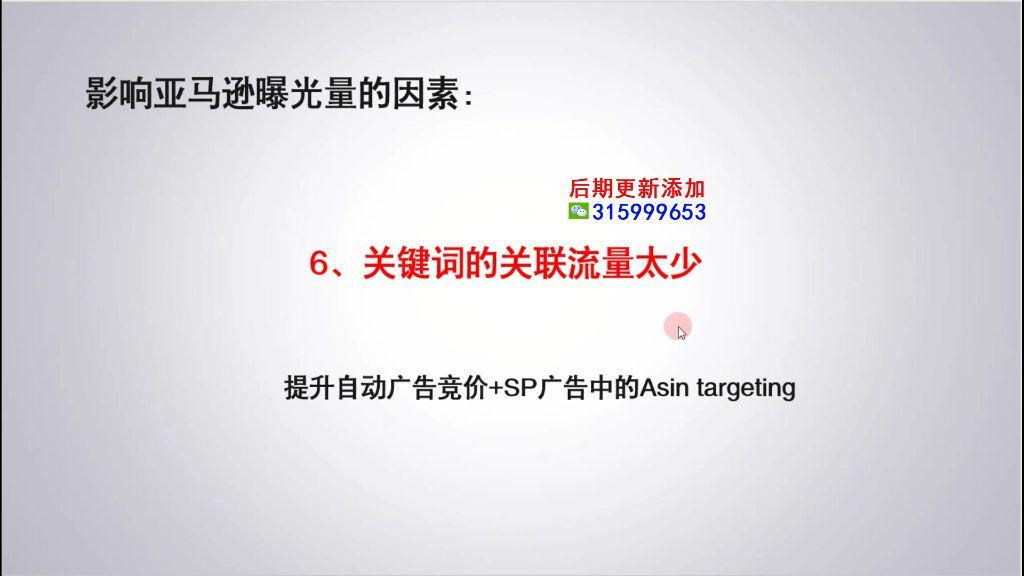 影响亚马逊曝光量的因素:
后期更新添加
315999653
6、关键词的关联流量太少
提升自动广告竞价+SP广告中的Asin targeting